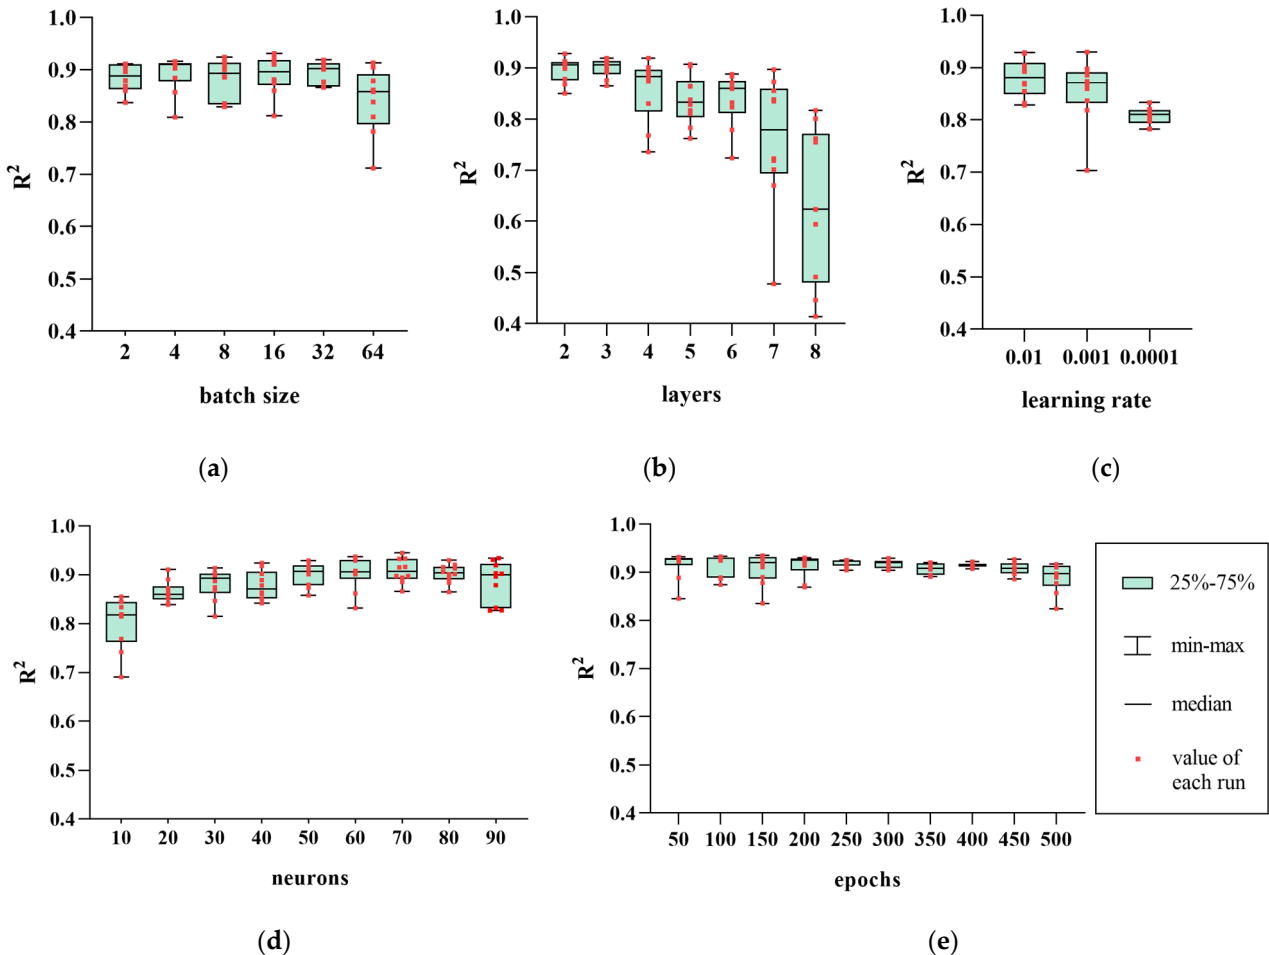 1.0
0.9
0.8
0.7
0.6
0.5
0.4
R²
2 4 8 16 32 64
batch size
(a)
1.0
0.9
0.8
0.7
0.6
0.5
0.4
R²
2 3 4 5 6 7 8
layers
(b)
1.0
0.9
0.8
0.7
0.6
0.5
0.4
R²
0.01 0.001 0.0001
learning rate
(c)
1.0
0.9
0.8
0.7
0.6
0.5
0.4
R²
10 20 30 40 50 60 70 80 90
neurons
(d)
1.0
0.9
0.8
0.7
0.6
0.5
0.4
R²
50 100 150 200 250 300 350 400 450 500
epochs
(e)
25%-75%
min-max
median
value of
each run